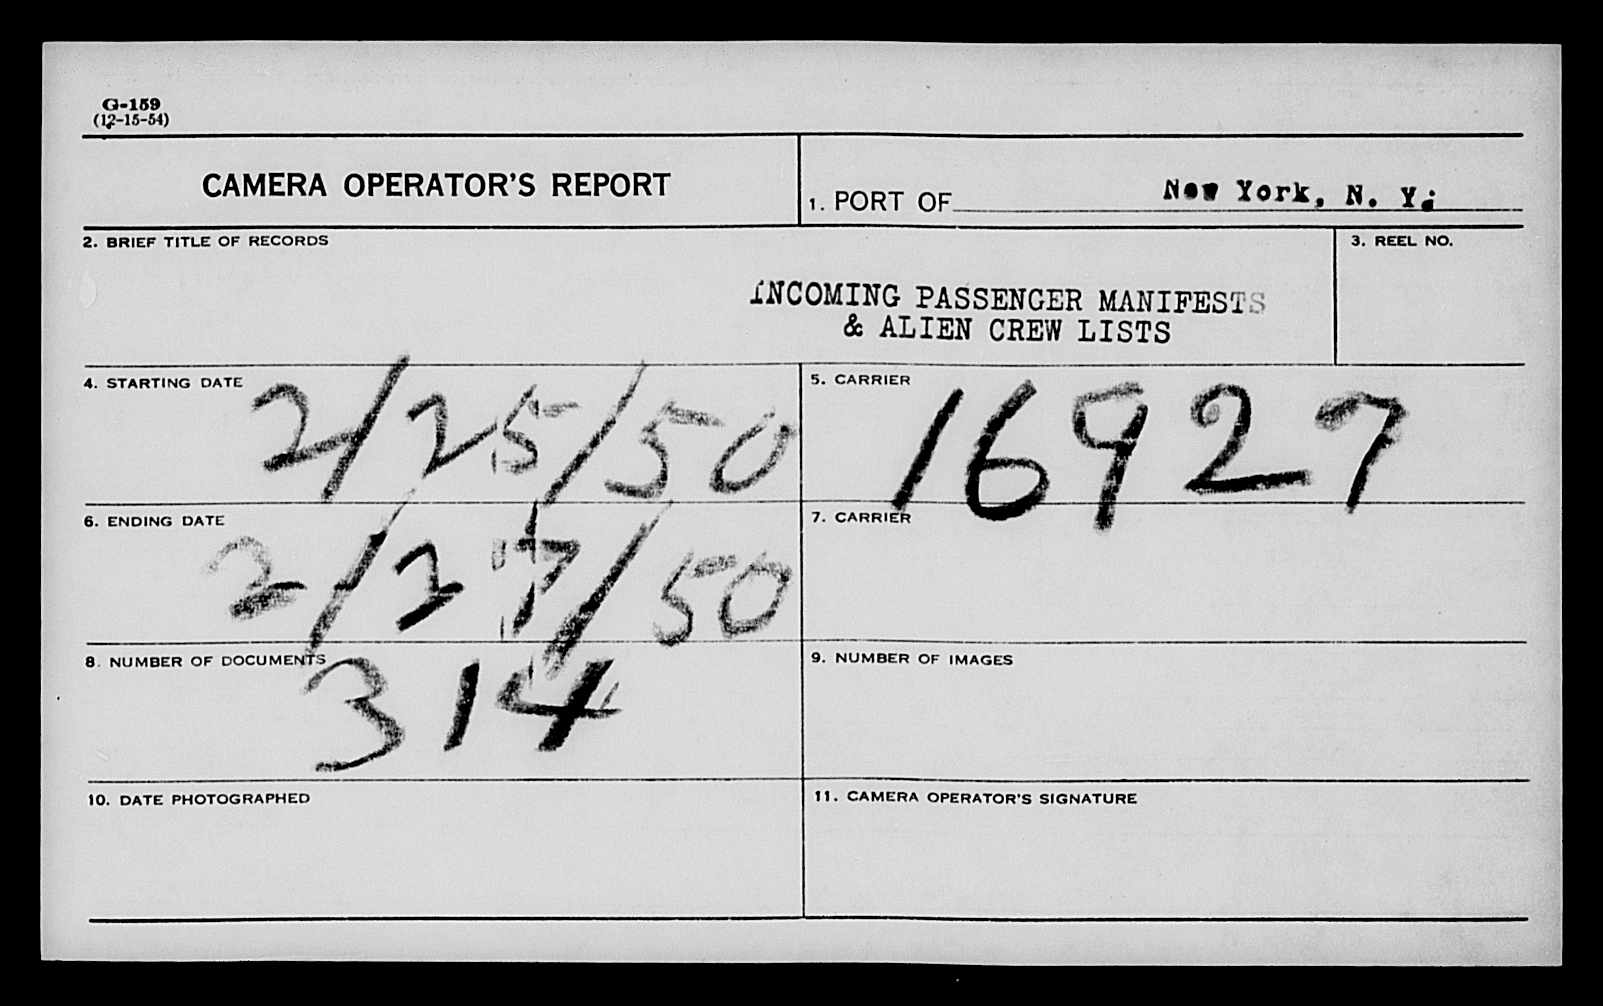 G-159
(12-15-54)
CAMERA OPERATOR'S REPORT
1. PORT OF New York, N. Y.
2. BRIEF TITLE OF RECORDS
INCOMING PASSENGER MANIFESTS
& ALIEN CREW LISTS
3. REEL NO.
4. STARTING DATE 2/25/50
5. CARRIER 16927
6. ENDING DATE 2/27/50
7. CARRIER
8. NUMBER OF DOCUMENTS 314
9. NUMBER OF IMAGES
10. DATE PHOTOGRAPHED
11. CAMERA OPERATOR'S SIGNATURE